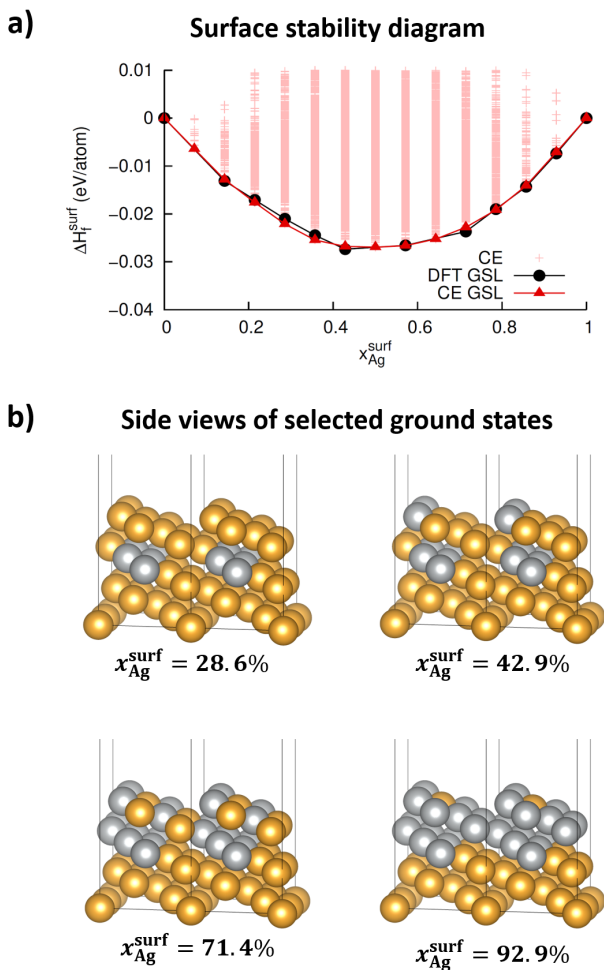 a)
Surface stability diagram
0.01
0
−0.01
−0.02
−0.03
−0.04
ΔH_f^surf (eV/atom)
CE
DFT GSL
CE GSL
0 0.2 0.4 0.6 0.8 1
x_Ag^surf
b)
Side views of selected ground states
x_Ag^surf = 28.6%
x_Ag^surf = 42.9%
x_Ag^surf = 71.4%
x_Ag^surf = 92.9%